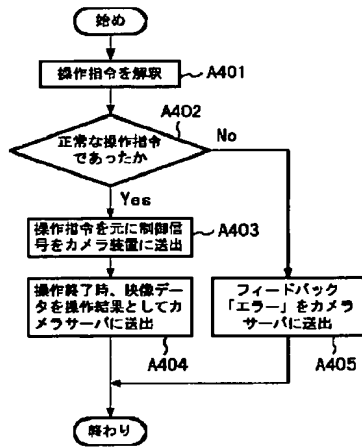 始め
操作指令を解釈
A401
A402
正常な操作指令
であったか
No
Yes
操作指令を元に制御信
号をカメラ装置に送出
A403
操作終了時、映像デー
タを操作結果としてカ
メラサーバに送出
A404
フィードバック
「エラー」をカメラ
サーバに送出
A405
終わり